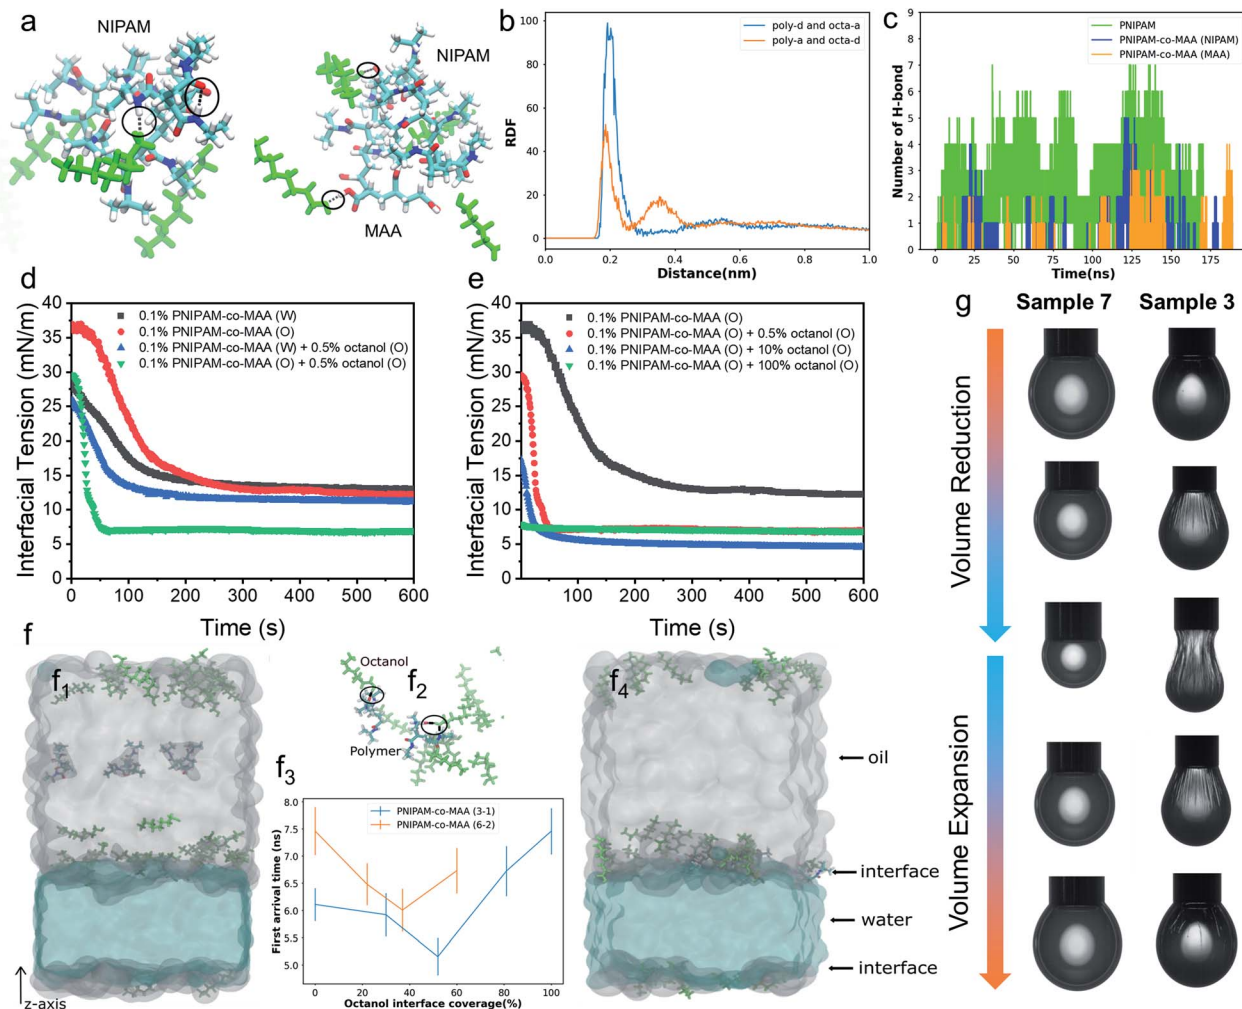 a
NIPAM
NIPAM
MAA
b
poly-d and octa-a
poly-a and octa-d
RDF
100
80
60
40
20
0
0.0 0.2 0.4 0.6 0.8 1.0
Distance(nm)
c
PNIPAM
PNIPAM-co-MAA (NIPAM)
PNIPAM-co-MAA (MAA)
Number of H-bond
9
8
7
6
5
4
3
2
1
0
0 25 50 75 100 125 150 175
Time(ns)
d
0.1% PNIPAM-co-MAA (W)
0.1% PNIPAM-co-MAA (O)
0.1% PNIPAM-co-MAA (W) + 0.5% octanol (O)
0.1% PNIPAM-co-MAA (O) + 0.5% octanol (O)
Interfacial Tension (mN/m)
40
35
30
25
20
15
10
5
0
0 100 200 300 400 500 600
Time (s)
e
0.1% PNIPAM-co-MAA (O)
0.1% PNIPAM-co-MAA (O) + 0.5% octanol (O)
0.1% PNIPAM-co-MAA (O) + 10% octanol (O)
0.1% PNIPAM-co-MAA (O) + 100% octanol (O)
Interfacial Tension (mN/m)
40
35
30
25
20
15
10
5
0
100 200 300 400 500 600
Time (s)
f
f1
z-axis
Octanol
f2
Polymer
f3
PNIPAM-co-MAA (3-1)
PNIPAM-co-MAA (6-2)
First arrival time (ns)
8.0
7.5
7.0
6.5
6.0
5.5
5.0
0 20 40 60 80 100
Octanol interface coverage(%)
f4
oil
interface
water
interface
g
Sample 7 Sample 3
Volume Reduction
Volume Expansion